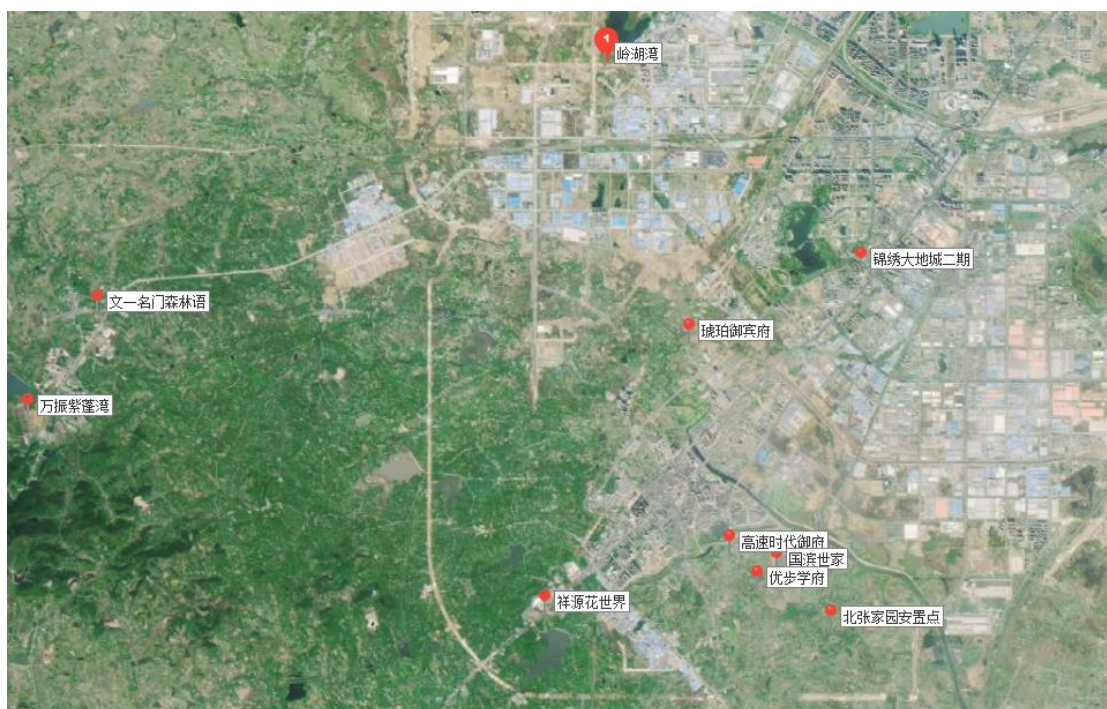 岭湖湾
锦绣大地城二期
文一名门森林语
琥珀御宾府
万振紫蓬湾
高速时代御府
国滨世家
优步学府
祥源花世界
北张家园安置点